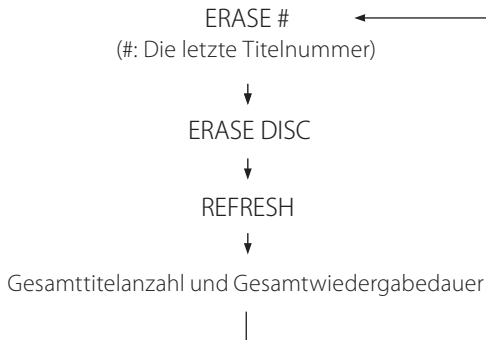 ERASE #
(#: Die letzte Titelnummer)
ERASE DISC
REFRESH
Gesamttitelanzahl und Gesamtwiedergabedauer